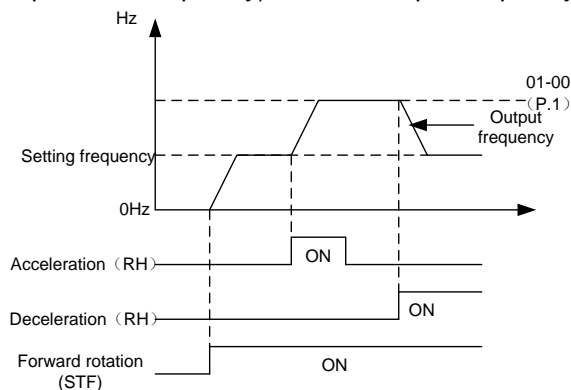 Hz
01-00
（P.1）
Output
frequency
Setting frequency
0Hz
Acceleration（RH）
ON
Deceleration（RH）
ON
Forward rotation
(STF)
ON